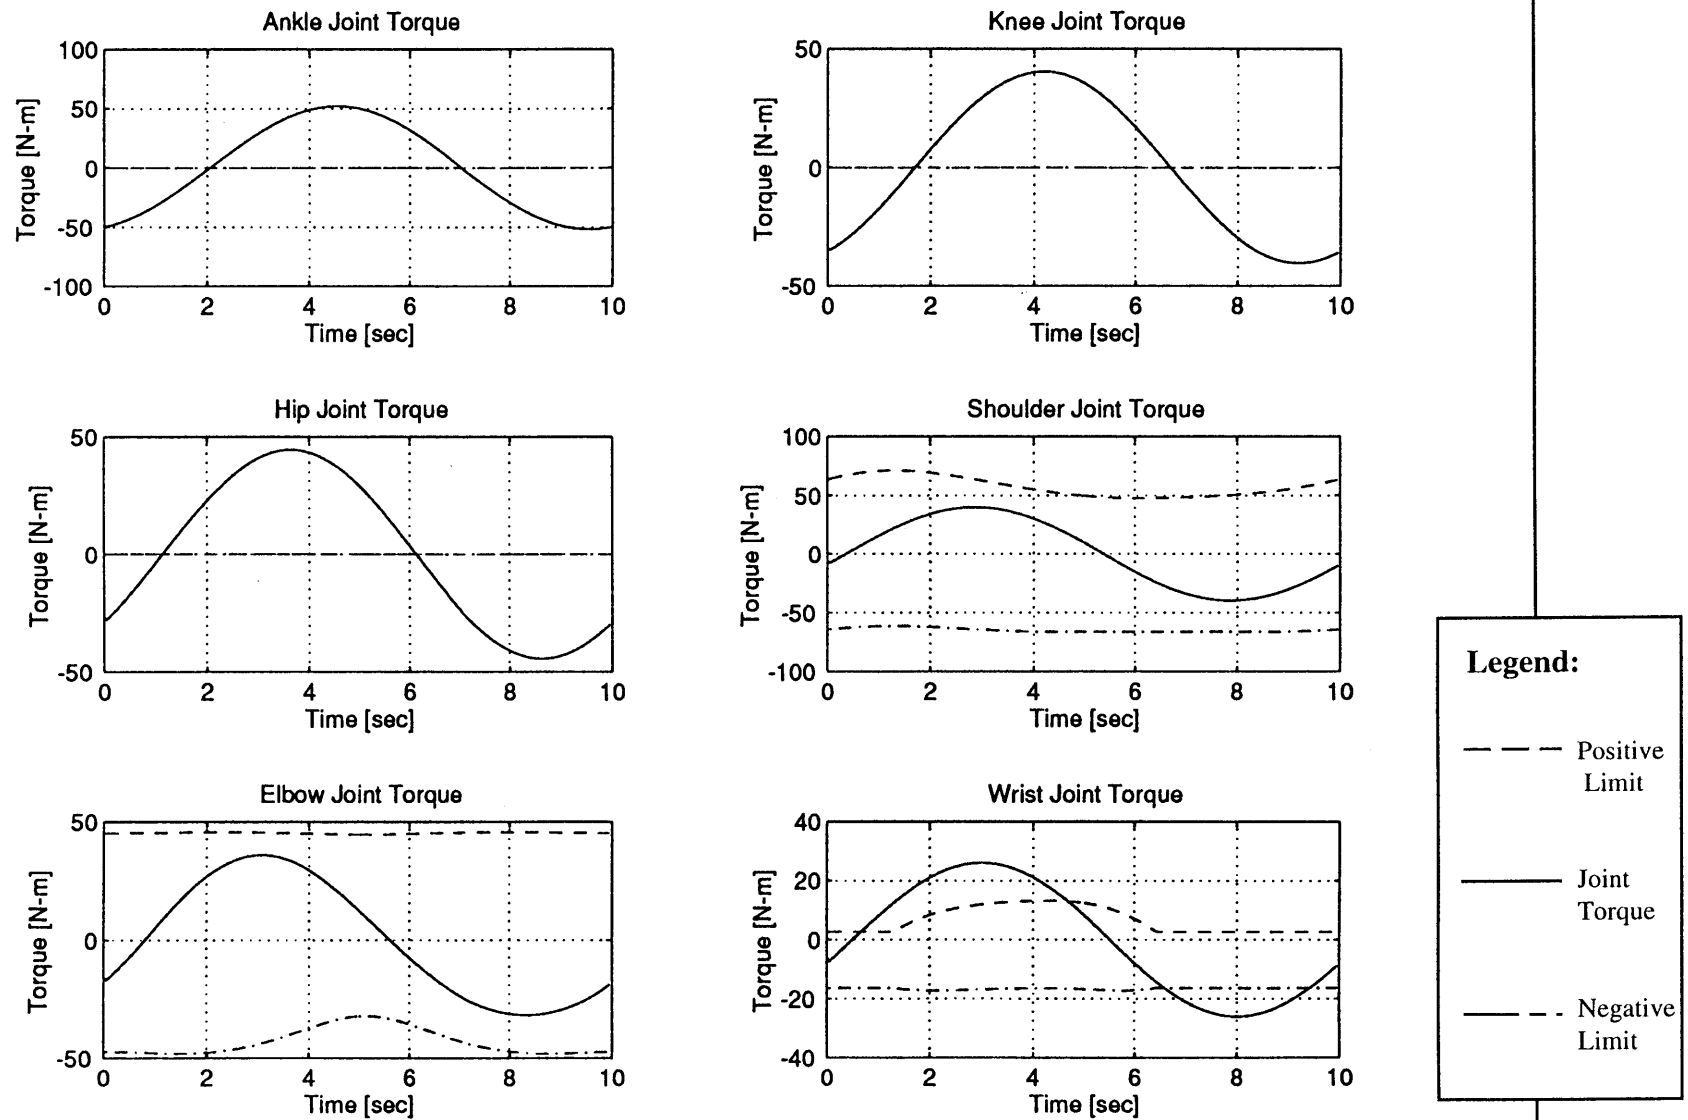 Ankle Joint Torque
Torque [N-m]
100
50
0
-50
-100
0 2 4 6 8 10
Time [sec]
Knee Joint Torque
Torque [N-m]
50
0
-50
0 2 4 6 8 10
Time [sec]
Hip Joint Torque
Torque [N-m]
50
0
-50
0 2 4 6 8 10
Time [sec]
Shoulder Joint Torque
Torque [N-m]
100
50
0
-50
-100
0 2 4 6 8 10
Time [sec]
Elbow Joint Torque
Torque [N-m]
50
0
-50
0 2 4 6 8 10
Time [sec]
Wrist Joint Torque
Torque [N-m]
40
20
0
-20
-40
0 2 4 6 8 10
Time [sec]
Legend:
Positive
Limit
Joint
Torque
Negative
Limit